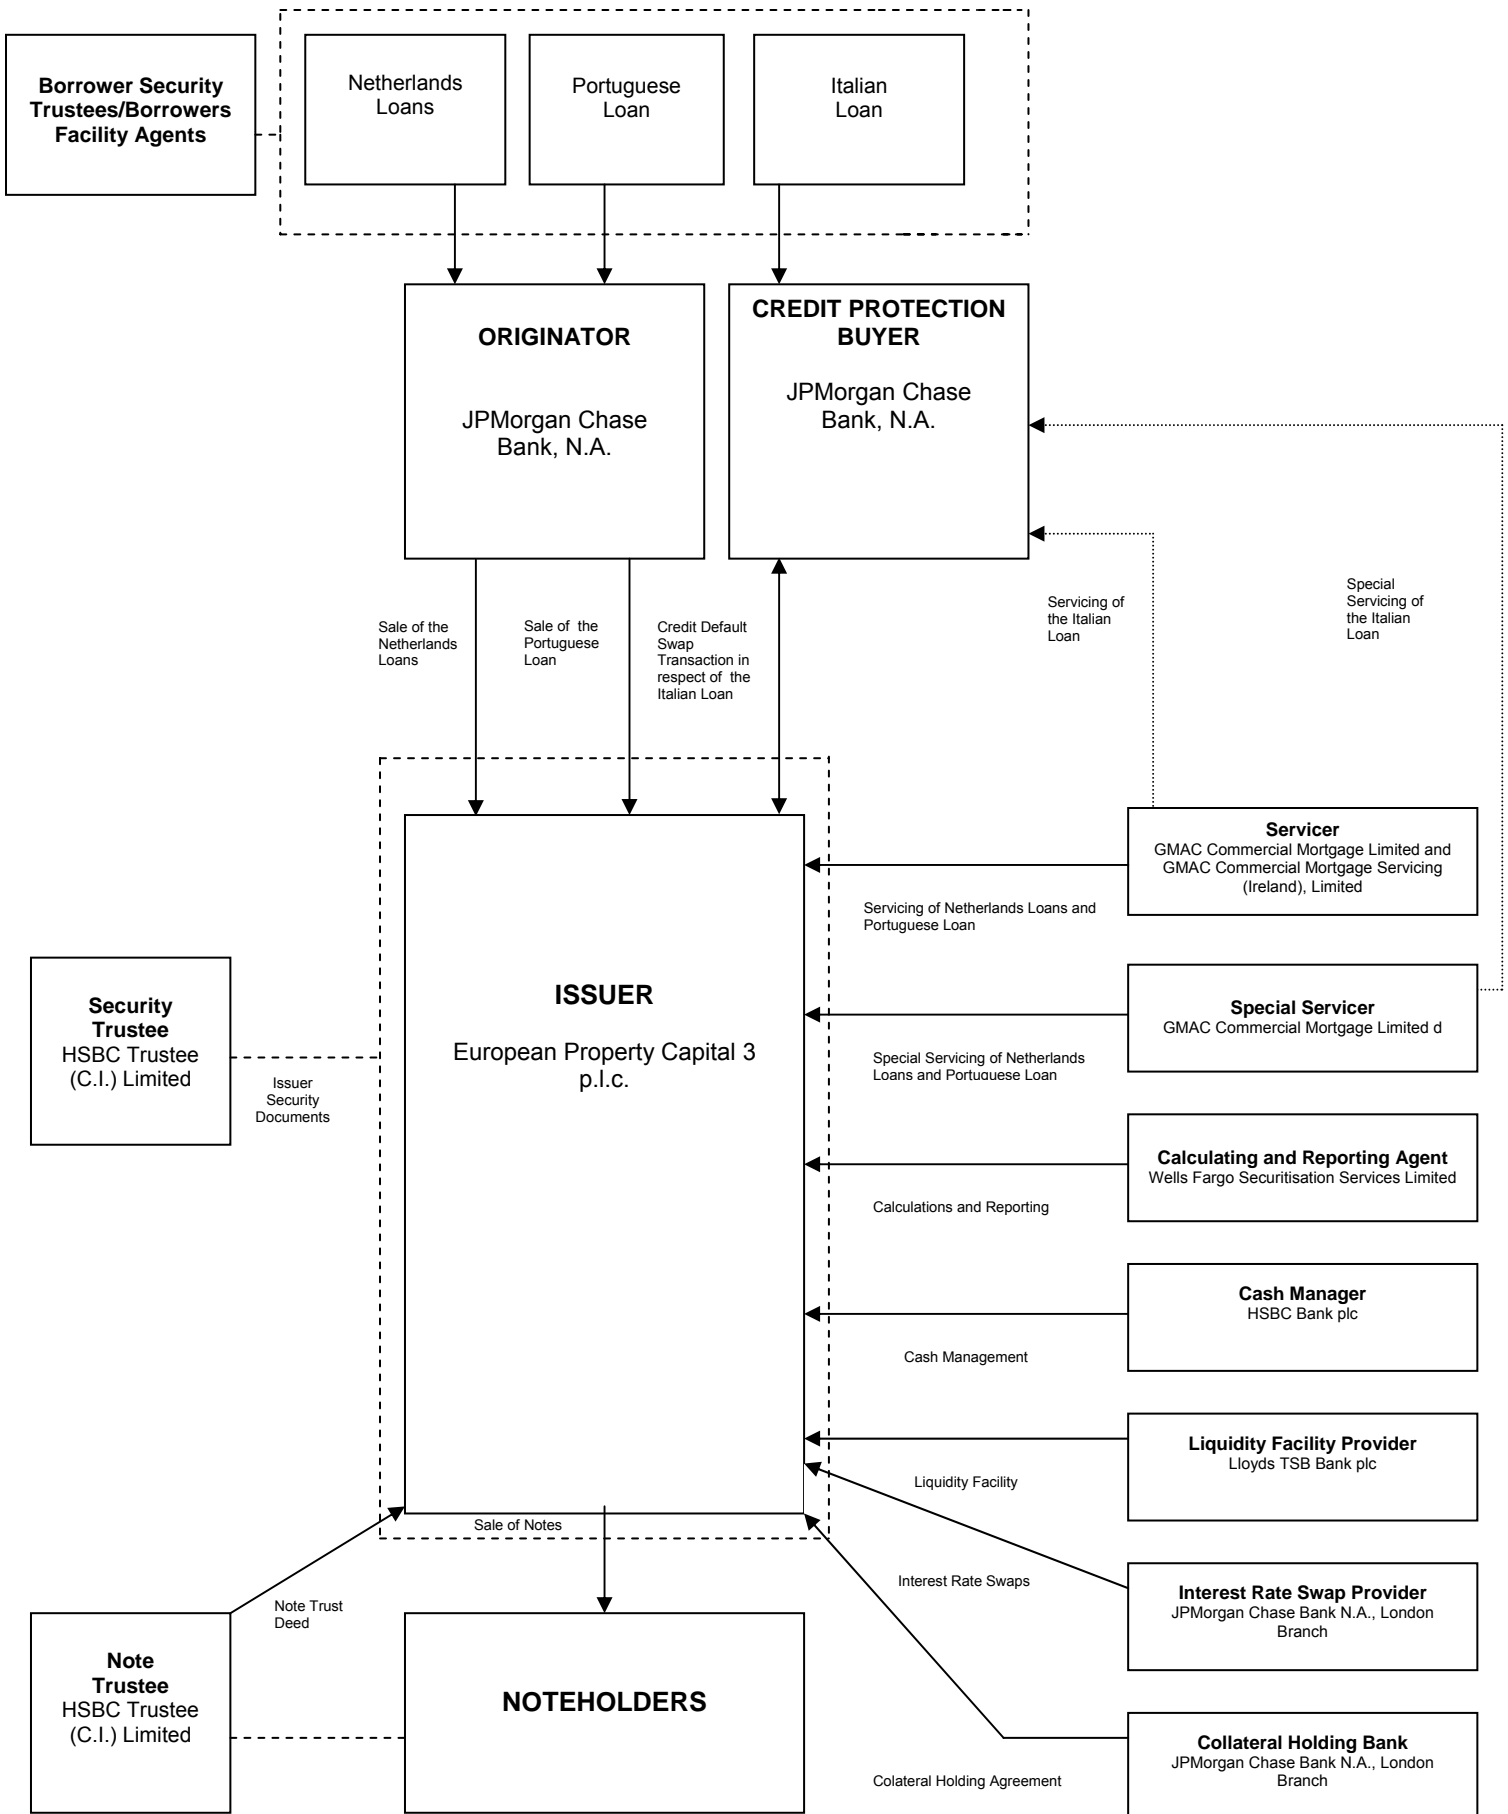 Borrower Security
Trustees/Borrowers
Facility Agents
Netherlands
Loans
Portuguese
Loan
Italian
Loan
ORIGINATOR
JPMorgan Chase
Bank, N.A.
CREDIT PROTECTION
BUYER
JPMorgan Chase
Bank, N.A.
Sale of the
Netherlands
Loans
Sale of the
Portuguese
Loan
Credit Default
Swap
Transaction in
respect of the
Italian Loan
Servicing of
the Italian
Loan
Special
Servicing of
the Italian
Loan
Servicer
GMAC Commercial Mortgage Limited and
GMAC Commercial Mortgage Servicing
(Ireland), Limited
Servicing of Netherlands Loans and
Portuguese Loan
Security
Trustee
HSBC Trustee
(C.I.) Limited
Issuer
Security
Documents
ISSUER
European Property Capital 3
p.l.c.
Special Servicer
GMAC Commercial Mortgage Limited d
Special Servicing of Netherlands
Loans and Portuguese Loan
Calculating and Reporting Agent
Wells Fargo Securitisation Services Limited
Calculations and Reporting
Cash Manager
HSBC Bank plc
Cash Management
Liquidity Facility Provider
Lloyds TSB Bank plc
Liquidity Facility
Sale of Notes
Interest Rate Swaps
Interest Rate Swap Provider
JPMorgan Chase Bank N.A., London
Branch
Note Trust
Deed
Note
Trustee
HSBC Trustee
(C.I.) Limited
NOTEHOLDERS
Collateral Holding Bank
JPMorgan Chase Bank N.A., London
Branch
Colateral Holding Agreement